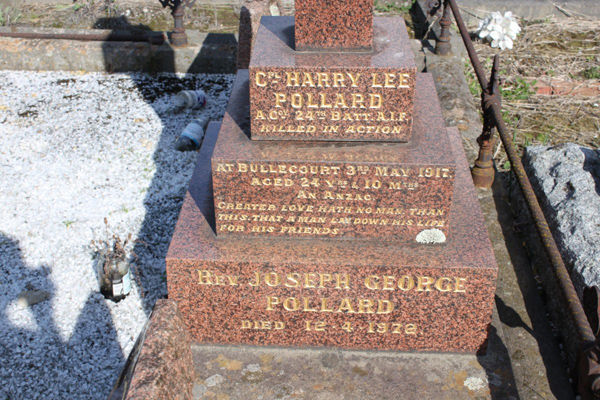 CPL HARRY LEE
POLLARD
A COY 24TH BATT. A.I.F.
KILLED IN ACTION
AT BULLECOURT 3RD MAY 1917.
AGED 24 YRS & 10 MTHS
AN ANZAC
GREATER LOVE HATH NO MAN, THAN
THIS, THAT A MAN LAY DOWN HIS LIFE
FOR HIS FRIENDS
JOSEPH GEORGE
POLLARD
DIED 12-4-1972.